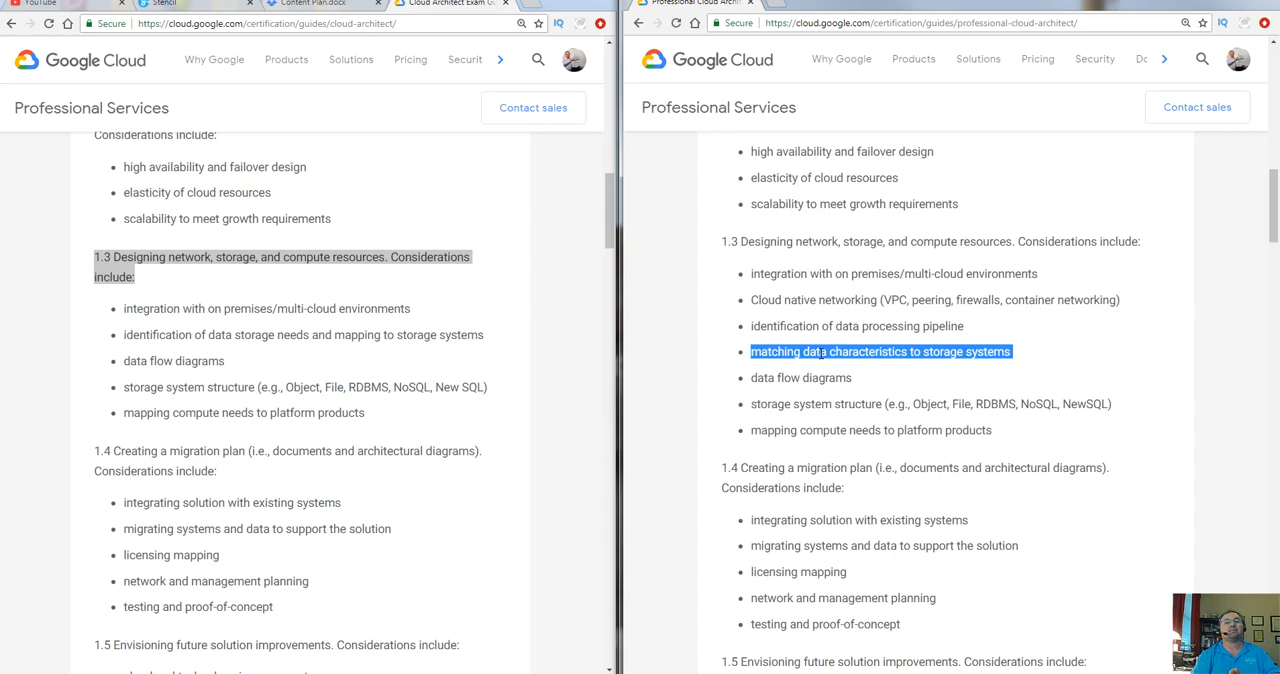 YouTube
Stencil
Content Plan.docx
Cloud Architect Exam Gu
Secure https://cloud.google.com/certification/guides/cloud-architect/
Google Cloud
Why Google Products Solutions Pricing Securit
Professional Services
Contact sales
Considerations include:
• high availability and failover design
• elasticity of cloud resources
• scalability to meet growth requirements
1.3 Designing network, storage, and compute resources. Considerations
include:
• integration with on premises/multi-cloud environments
• identification of data storage needs and mapping to storage systems
• data flow diagrams
• storage system structure (e.g., Object, File, RDBMS, NoSQL, New SQL)
• mapping compute needs to platform products
1.4 Creating a migration plan (i.e., documents and architectural diagrams).
Considerations include:
• integrating solution with existing systems
• migrating systems and data to support the solution
• licensing mapping
• network and management planning
• testing and proof-of-concept
1.5 Envisioning future solution improvements. Considerations include:
Professional Cloud Archit
Secure https://cloud.google.com/certification/guides/professional-cloud-architect/
Google Cloud
Why Google Products Solutions Pricing Security Dc
Professional Services
Contact sales
• high availability and failover design
• elasticity of cloud resources
• scalability to meet growth requirements
1.3 Designing network, storage, and compute resources. Considerations include:
• integration with on premises/multi-cloud environments
• Cloud native networking (VPC, peering, firewalls, container networking)
• identification of data processing pipeline
• matching data characteristics to storage systems
• data flow diagrams
• storage system structure (e.g., Object, File, RDBMS, NoSQL, NewSQL)
• mapping compute needs to platform products
1.4 Creating a migration plan (i.e., documents and architectural diagrams).
Considerations include:
• integrating solution with existing systems
• migrating systems and data to support the solution
• licensing mapping
• network and management planning
• testing and proof-of-concept
1.5 Envisioning future solution improvements. Considerations include: